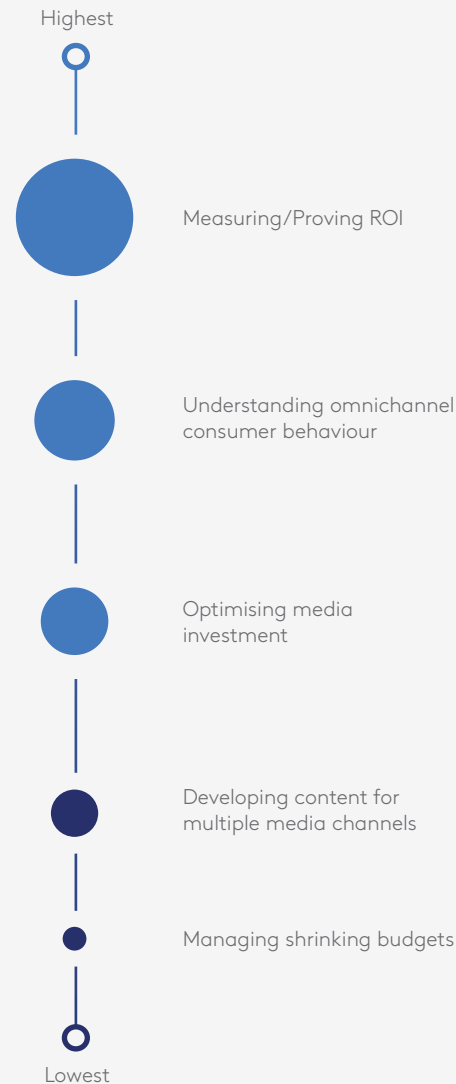 Highest
Measuring/Proving ROI
Understanding omnichannel
consumer behaviour
Optimising media
investment
Developing content for
multiple media channels
Managing shrinking budgets
Lowest